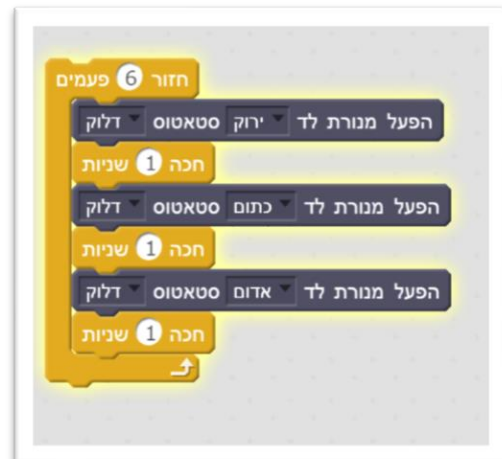 חזור 6 פעמים
הפעל מנורת לד ירוק סטאטוס דלוק
חכה 1 שניות
הפעל מנורת לד כתום סטאטוס דלוק
חכה 1 שניות
הפעל מנורת לד אדום סטאטוס דלוק
חכה 1 שניות